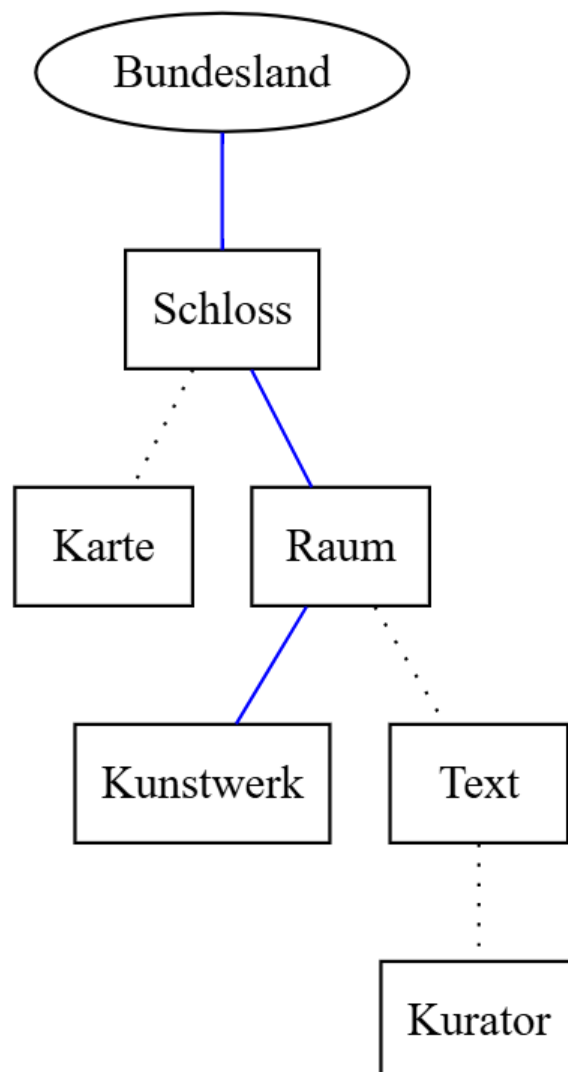 Bundesland
Schloss
Karte
Raum
Kunstwerk
Text
Kurator